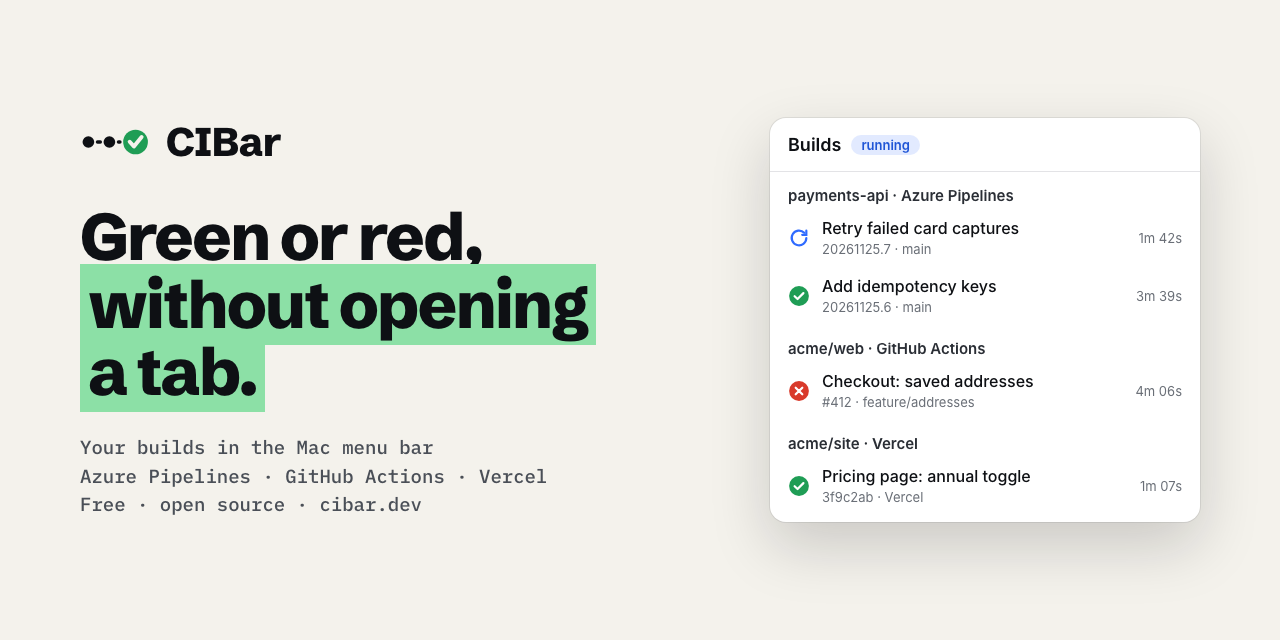 CIBar
Green or red,
without opening
a tab.
Your builds in the Mac menu bar
Azure Pipelines · GitHub Actions · Vercel
Free · open source · cibar.dev
Builds running
payments-api · Azure Pipelines
Retry failed card captures
20261125.7 · main
1m 42s
Add idempotency keys
20261125.6 · main
3m 39s
acme/web · GitHub Actions
Checkout: saved addresses
#412 · feature/addresses
4m 06s
acme/site · Vercel
Pricing page: annual toggle
3f9c2ab · Vercel
1m 07s